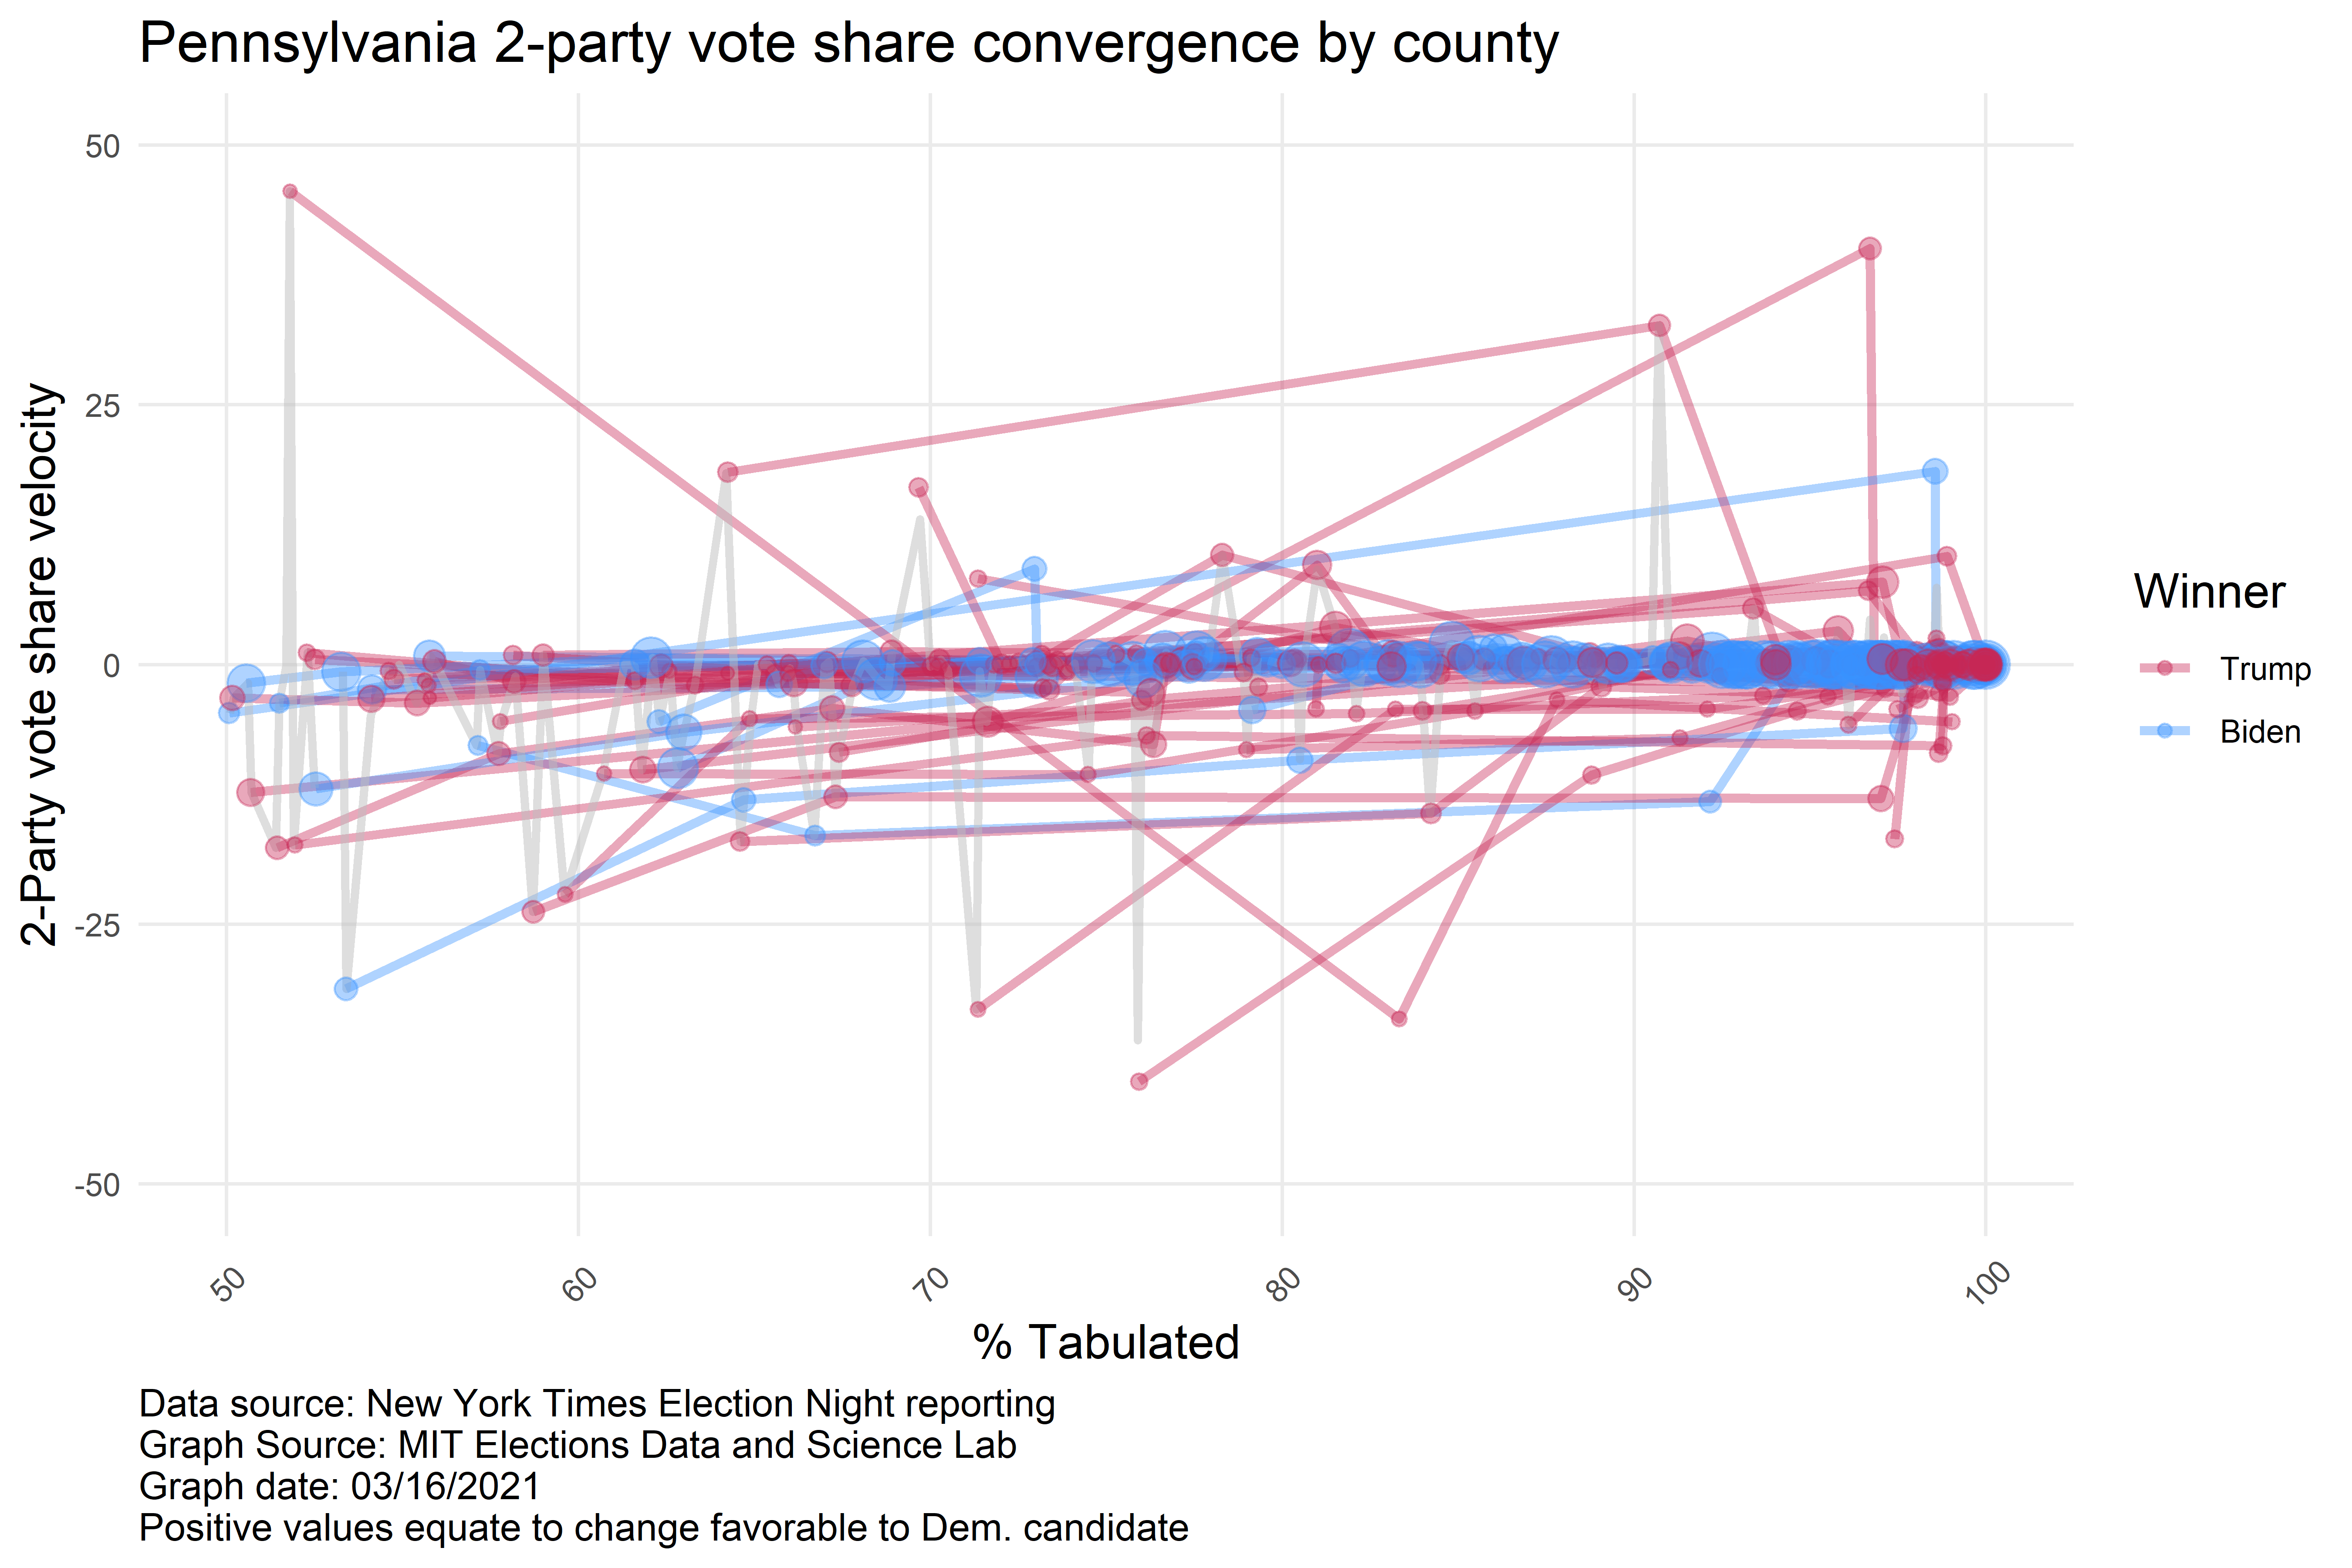 Pennsylvania 2-party vote share convergence by county
50
25
0
-25
-50
2-Party vote share velocity
50
60
70
80
90
100
% Tabulated
Winner
Trump
Biden
Data source: New York Times Election Night reporting
Graph Source: MIT Elections Data and Science Lab
Graph date: 03/16/2021
Positive values equate to change favorable to Dem. candidate